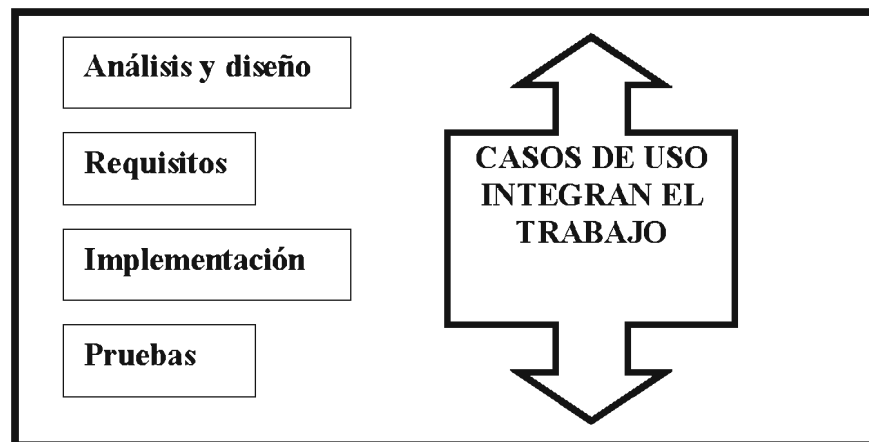 Análisis y diseño
Requisitos
Implementación
Pruebas
CASOS DE USO
INTEGRAN EL
TRABAJO